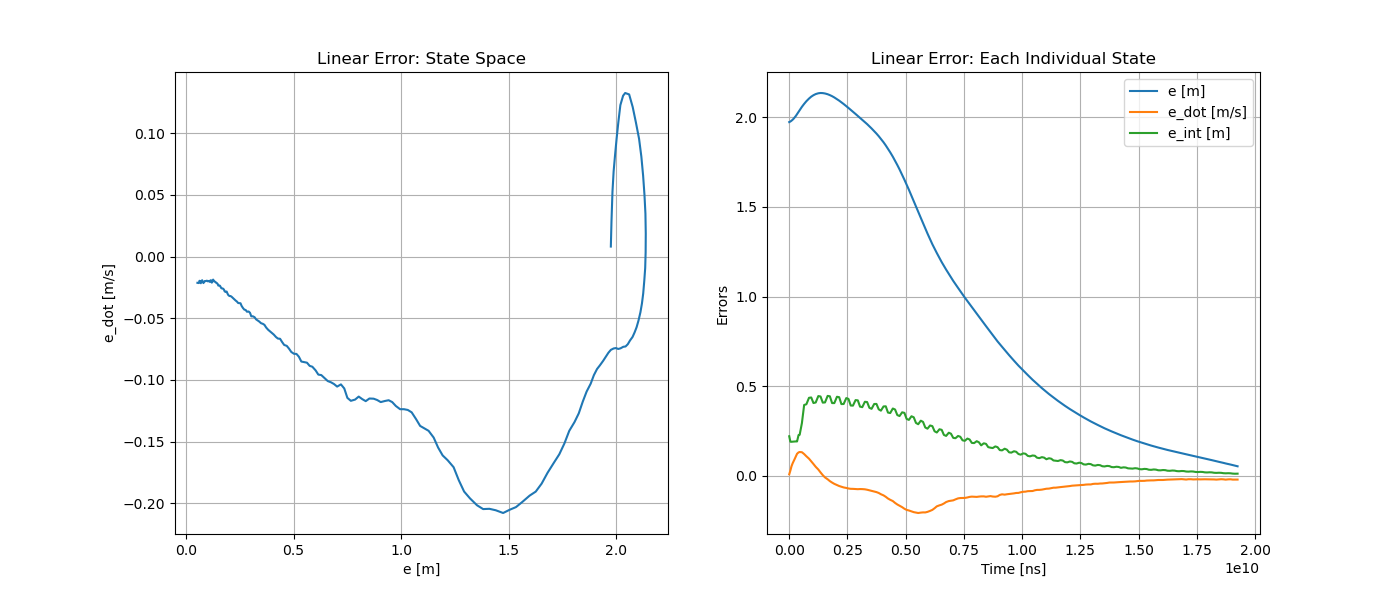 Linear Error: State Space
e_dot [m/s]
0.10
0.05
0.00
−0.05
−0.10
−0.15
−0.20
0.0 0.5 1.0 1.5 2.0
e [m]
Linear Error: Each Individual State
Errors
2.0
1.5
1.0
0.5
0.0
e [m]
e_dot [m/s]
e_int [m]
0.00 0.25 0.50 0.75 1.00 1.25 1.50 1.75 2.00
1e10
Time [ns]